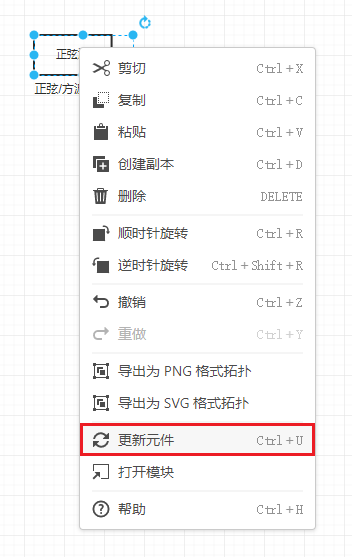 正弦
正弦/方
剪切 Ctrl+X
复制 Ctrl+C
粘贴 Ctrl+V
创建副本 Ctrl+D
删除 DELETE
顺时针旋转 Ctrl+R
逆时针旋转 Ctrl+Shift+R
撤销 Ctrl+Z
重做 Ctrl+Y
导出为 PNG 格式拓扑
导出为 SVG 格式拓扑
更新元件 Ctrl+U
打开模块
帮助 Ctrl+H